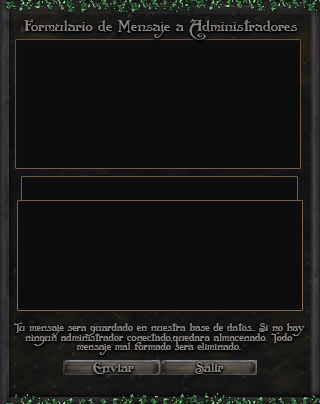 Formulario de Mensaje a Administradores
Tu mensaje sera guardado en nuestra base de datos. Si no hay
ningun administrador conectado,quedara almacenado. Todo
mensaje mal formado sera eliminado.
Enviar Salir